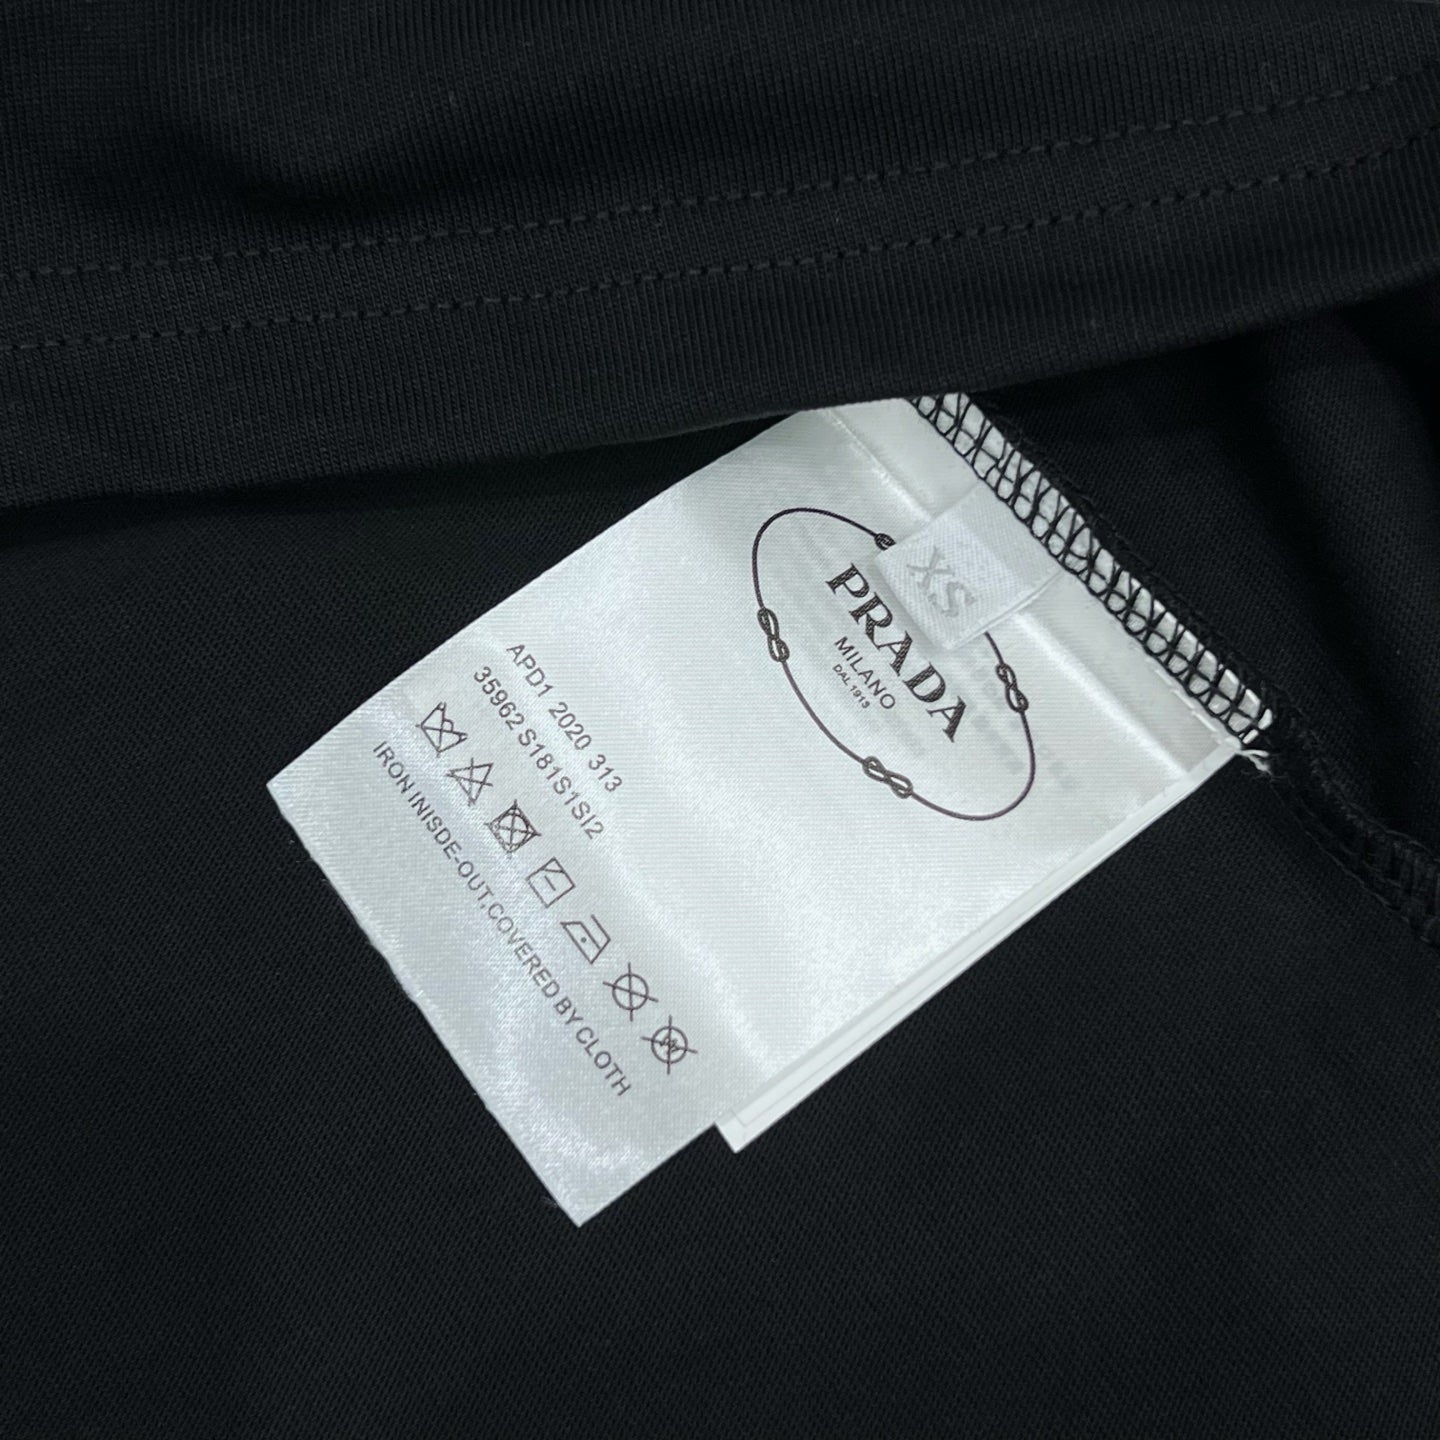 XS
PRADA
MILANO
DAL 1913
APD1 2020 313
35962 S181S1SI2
IRON INISDE-OUT,COVERED BY CLOTH